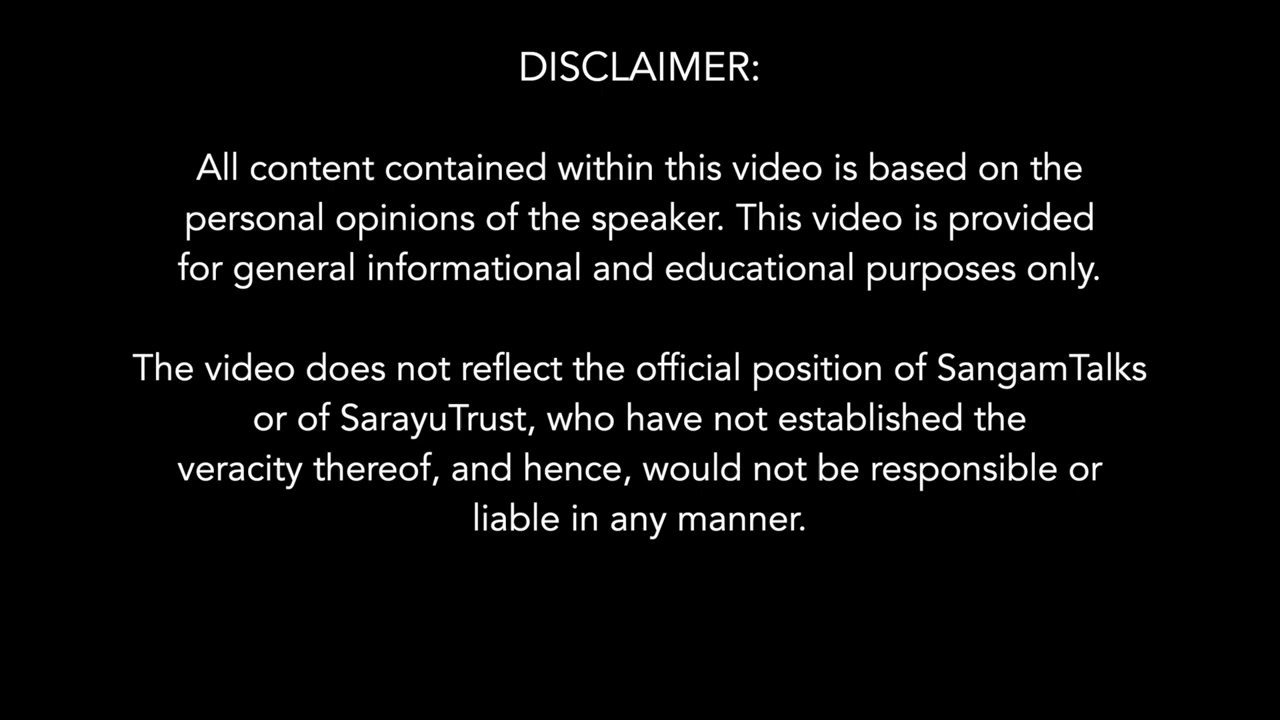 DISCLAIMER:
All content contained within this video is based on the
personal opinions of the speaker. This video is provided
for general informational and educational purposes only.
The video does not reflect the official position of SangamTalks
or of SarayuTrust, who have not established the
veracity thereof, and hence, would not be responsible or
liable in any manner.